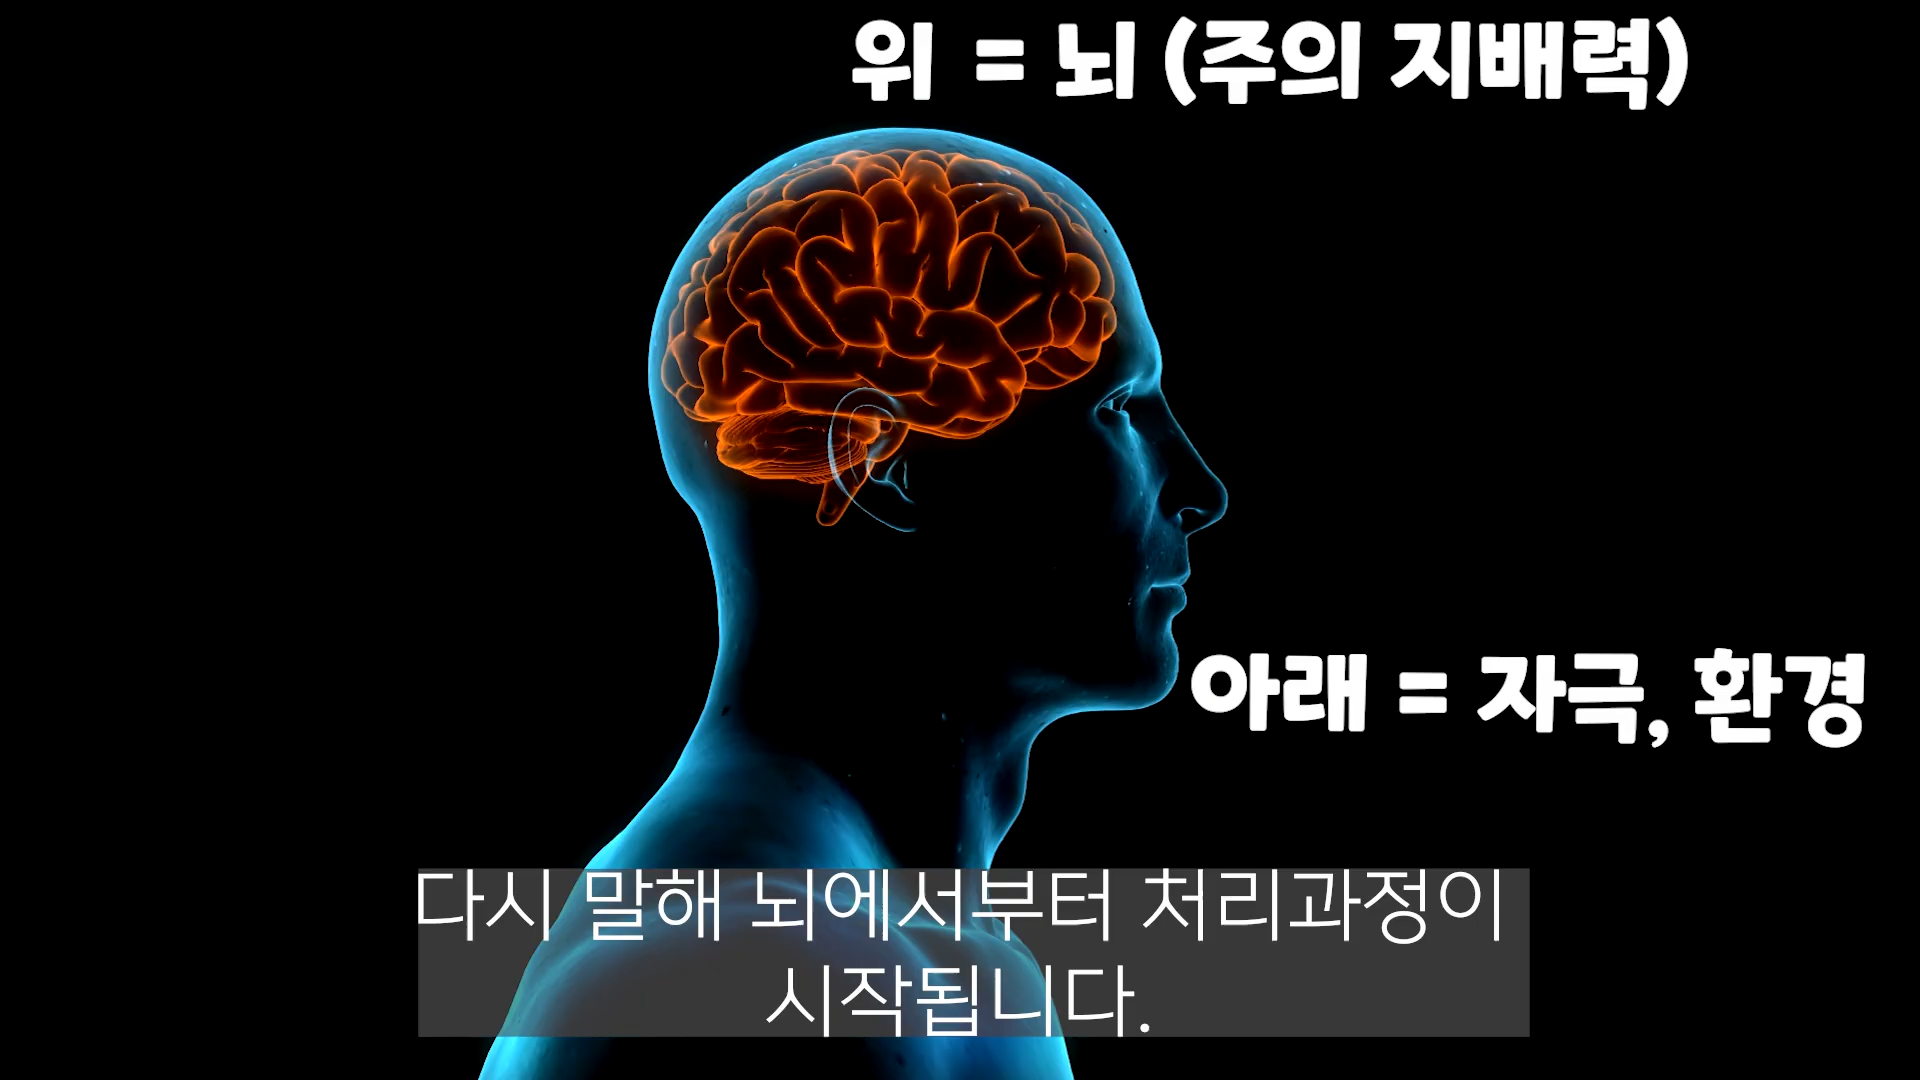 위 = 뇌 (주의 지배력)
아래 = 자극, 환경
다시 말해 뇌에서부터 처리과정이
시작됩니다.